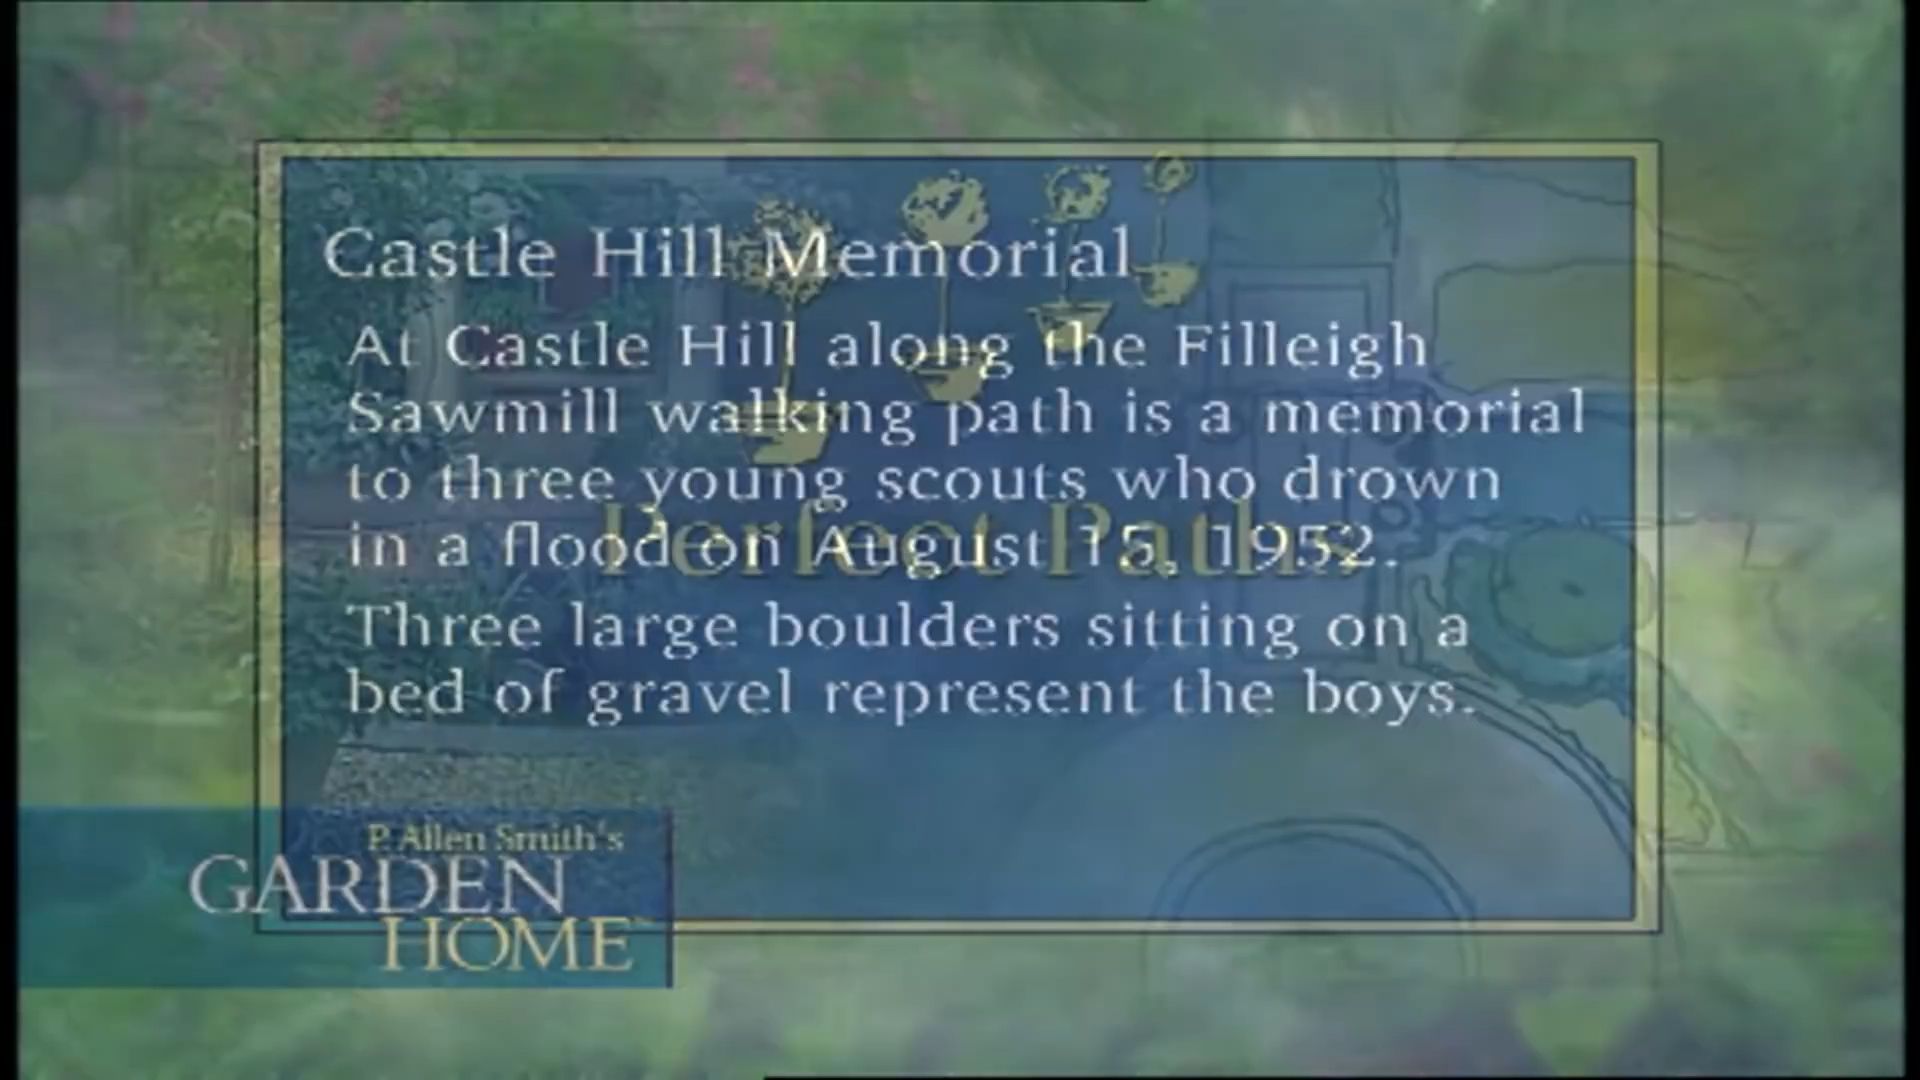 Castle Hill Memorial
At Castle Hill along the Filleigh
Sawmill walking path is a memorial
to three young scouts who drown
in a flood on August 15, 1952.
Perfect Paths
Three large boulders sitting on a
bed of gravel represent the boys.
P. Allen Smith's
GARDEN
HOME